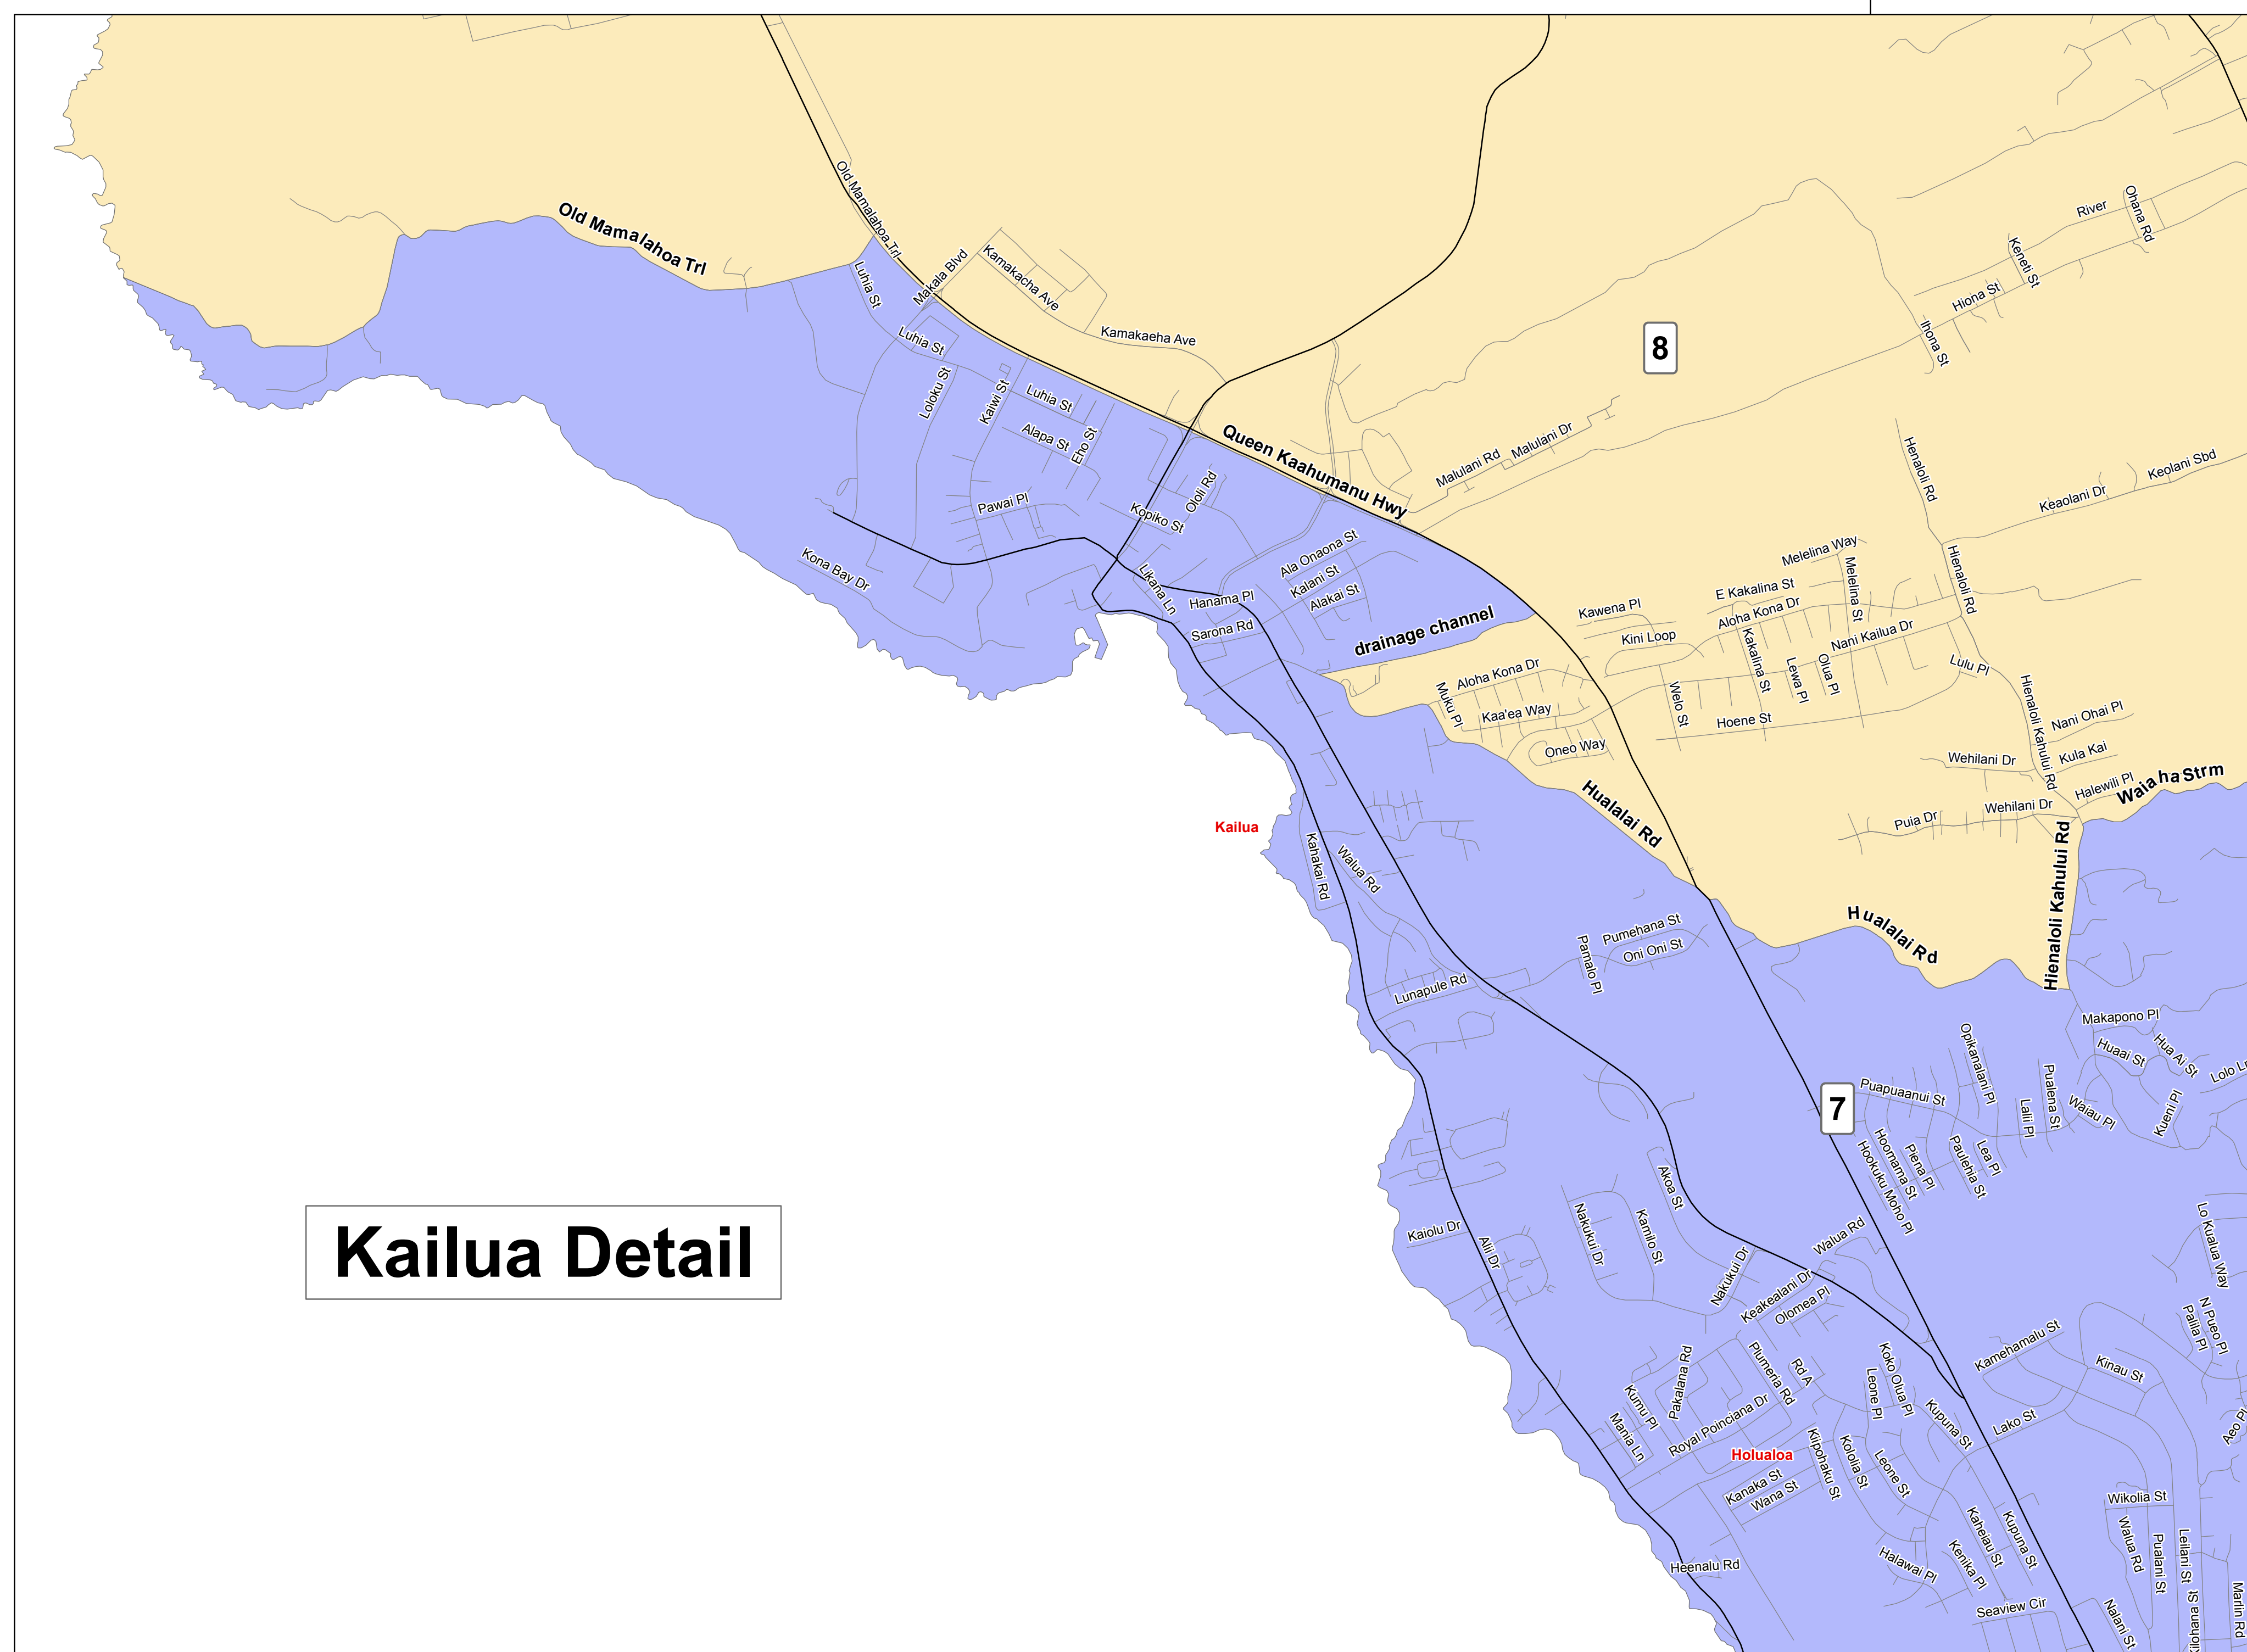 Old Mamalahoa Trl
Old Mamalahoa Trl
Makala Blvd
Kamakacha Ave
Kamakaeha Ave
Luhia St
Luhia St
Luhia St
Loloku St
Kaiwi St
Alapa St
Eho St
Pawai Pl
Kopiko St
Ololi Rd
Kona Bay Dr
Likana Ln
Hanama Pl
Sarona Rd
Queen Kaahumanu Hwy
Ala Onaona St
Kalani St
Alakai St
drainage channel
8
Malulani Rd
Malulani Dr
River
Ohana Rd
Keneti St
Hiona St
Ihona St
Henaloli Rd
Keaolani Dr
Keolani Sbd
Hienaloli Rd
Melelina Way
Melelina St
E Kakalina St
Kawena Pl
Aloha Kona Dr
Kini Loop
Nani Kailua Dr
Kakalina St
Lewa Pl
Olua Pl
Lulu Pl
Welo St
Hoene St
Aloha Kona Dr
Muku Pl
Kaa'ea Way
Oneo Way
Hienaloli Kahului Rd
Nani Ohai Pl
Kula Kai
Wehilani Dr
Halewili Pl
Waiaha Strm
Wehilani Dr
Puia Dr
Hualalai Rd
Hualalai Rd
Hienaloli Kahului Rd
Kailua
Kahakai Rd
Walua Rd
Pumehana St
Oni Oni St
Pamalo Pl
Lunapule Rd
Makapono Pl
Huaai St
Hua Ai St
Lolo Ln
Opikanalani Pl
Puapuaanui St
7
Lalii Pl
Pualena St
Waiau Pl
Kueni Pl
Hoomama St
Hookuku Moho Pl
Piena Pl
Paulehia St
Lea Pl
Akoa St
Nakukui Dr
Kamilo St
Nakukui Dr
Kaiolu Dr
Alii Dr
Walua Rd
Keakealani Dr
Olomea Pl
Lo Kualua Way
N Pueo Pl
Palila Pl
Kailua Detail
Kamehamalu St
Kinau St
Plumeria Rd
Rd A
Pakalana Rd
Kumu Pl
Mania Ln
Royal Poinciana Dr
Koko Olua Pl
Leone Pl
Kupuna St
Lako St
Aeo Pl
Holualoa
Kanaka St
Wana St
Kiipohaku St
Kololia St
Leone St
Wikolia St
Walua Rd
Pualani St
Leilani St
Kaheiau St
Kupuna St
Kenika Pl
Halawai Pl
Heenalu Rd
Seaview Cir
Nalani St
Marlin Rd